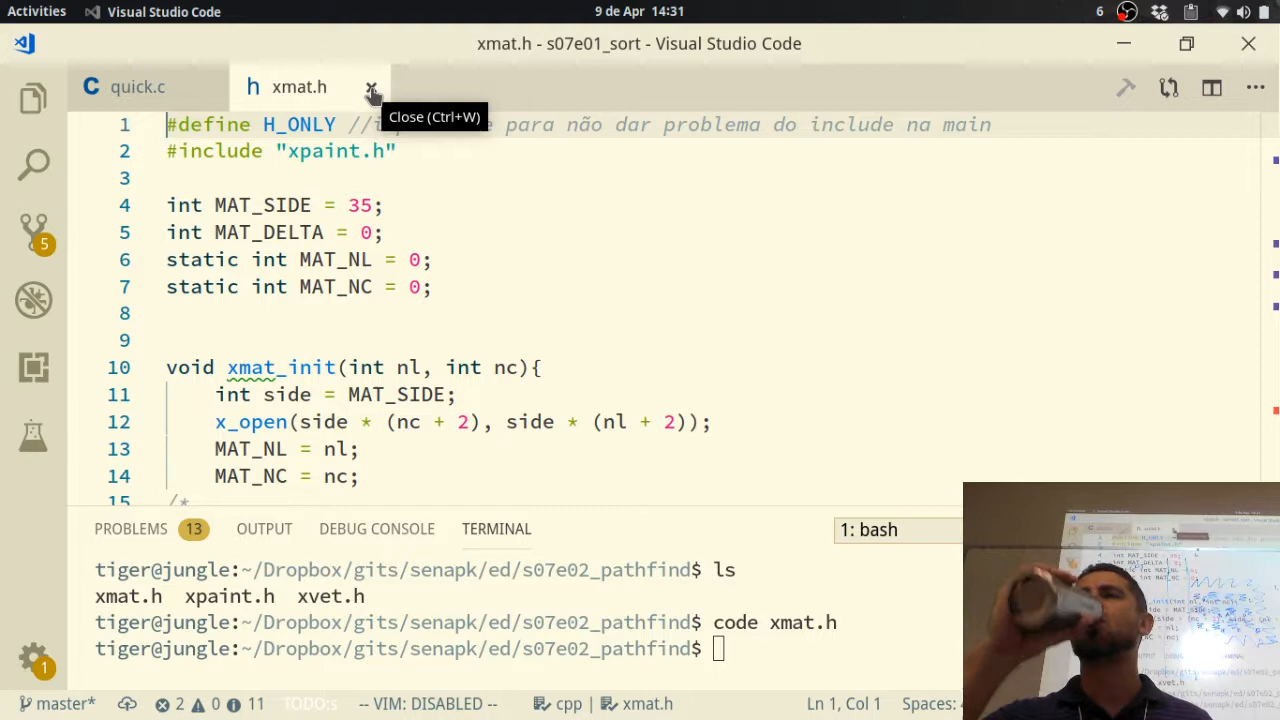 Activities Visual Studio Code 9 de Apr 14:31 6
xmat.h - s07e01_sort - Visual Studio Code
quick.c xmat.h
Close (Ctrl+W)
1 #define H_ONLY // para não dar problema do include na main
2 #include "xpaint.h"
3
4 int MAT_SIDE = 35;
5 int MAT_DELTA = 0;
6 static int MAT_NL = 0;
7 static int MAT_NC = 0;
8
9
10 void xmat_init(int nl, int nc){
11 int side = MAT_SIDE;
12 x_open(side * (nc + 2), side * (nl + 2));
13 MAT_NL = nl;
14 MAT_NC = nc;
15 /*
5
1
PROBLEMS 13 OUTPUT DEBUG CONSOLE TERMINAL 1: bash
tiger@jungle:~/Dropbox/gits/senapk/ed/s07e02_pathfind$ ls
xmat.h xpaint.h xvet.h
tiger@jungle:~/Dropbox/gits/senapk/ed/s07e02_pathfind$ code xmat.h
tiger@jungle:~/Dropbox/gits/senapk/ed/s07e02_pathfind$
master* 2 0 11 TODO:s -- VIM: DISABLED -- cpp xmat.h Ln 1, Col 1 Spaces: